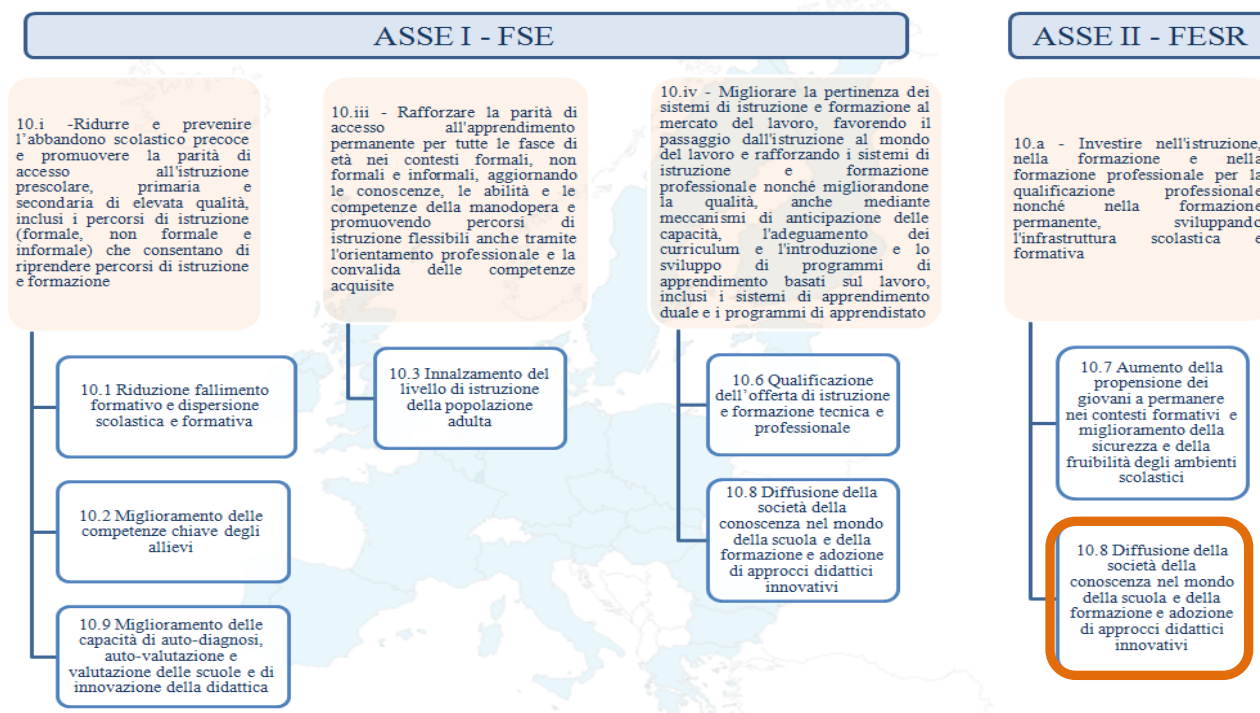 ASSE I - FSE
ASSE II - FESR
10.i -Ridurre e prevenire
l'abbandono scolastico precoce
e promuovere la parità di
accesso all'istruzione
prescolare, primaria e
secondaria di elevata qualità,
inclusi i percorsi di istruzione
(formale, non formale e
informale) che consentano di
riprendere percorsi di istruzione
e formazione
10.1 Riduzione fallimento
formativo e dispersione
scolastica e formativa
10.2 Miglioramento delle
competenze chiave degli
allievi
10.9 Miglioramento delle
capacità di auto-diagnosi,
auto-valutazione e
valutazione delle scuole e di
innovazione della didattica
10.iii - Rafforzare la parità di
accesso all'apprendimento
permanente per tutte le fasce di
età nei contesti formali, non
formali e informali, aggiornando
le conoscenze, le abilità e le
competenze della manodopera e
promuovendo percorsi di
istruzione flessibili anche tramite
l'orientamento professionale e la
convalida delle competenze
acquisite
10.3 Innalzamento del
livello di istruzione
della popolazione
adulta
10.iv - Migliorare la pertinenza dei
sistemi di istruzione e formazione al
mercato del lavoro, favorendo il
passaggio dall'istruzione al mondo
del lavoro e rafforzando i sistemi di
istruzione e formazione
professionale nonché migliorandone
la qualità, anche mediante
meccanismi di anticipazione delle
capacità, l'adeguamento dei
curriculum e l'introduzione e lo
sviluppo di programmi di
apprendimento basati sul lavoro,
inclusi i sistemi di apprendimento
duale e i programmi di apprendistato
10.6 Qualificazione
dell'offerta di istruzione
e formazione tecnica e
professionale
10.8 Diffusione della
società della
conoscenza nel mondo
della scuola e della
formazione e adozione
di approcci didattici
innovativi
10.a - Investire nell'istruzione,
nella formazione e nella
formazione professionale per la
qualificazione professionale
nonché nella formazione
permanente, sviluppando
l'infrastruttura scolastica e
formativa
10.7 Aumento della
propensione dei
giovani a permanere
nei contesti formativi e
miglioramento della
sicurezza e della
fruibilità degli ambienti
scolastici
10.8 Diffusione della
società della
conoscenza nel mondo
della scuola e della
formazione e adozione
di approcci didattici
innovativi